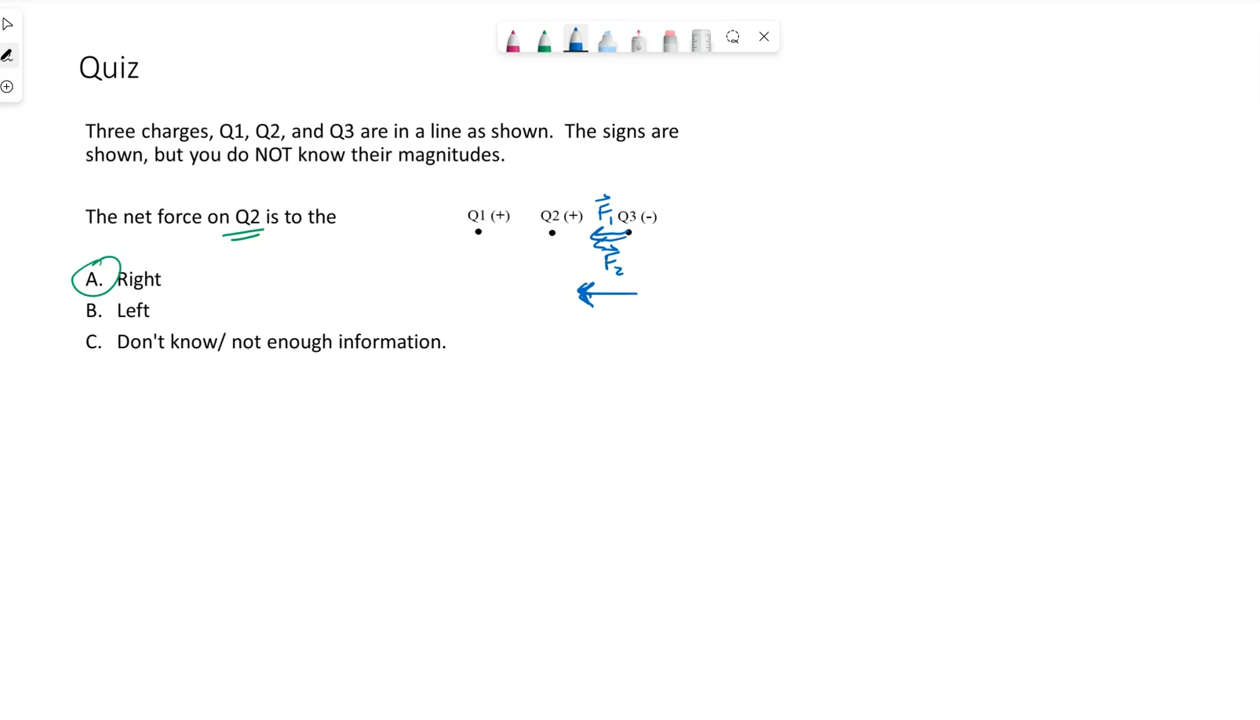 Quiz
Three charges, Q1, Q2, and Q3 are in a line as shown. The signs are
shown, but you do NOT know their magnitudes.
The net force on Q2 is to the
Q1 (+) Q2 (+) F₁ Q3 (-)
F₂
A. Right
B. Left
C. Don't know/ not enough information.